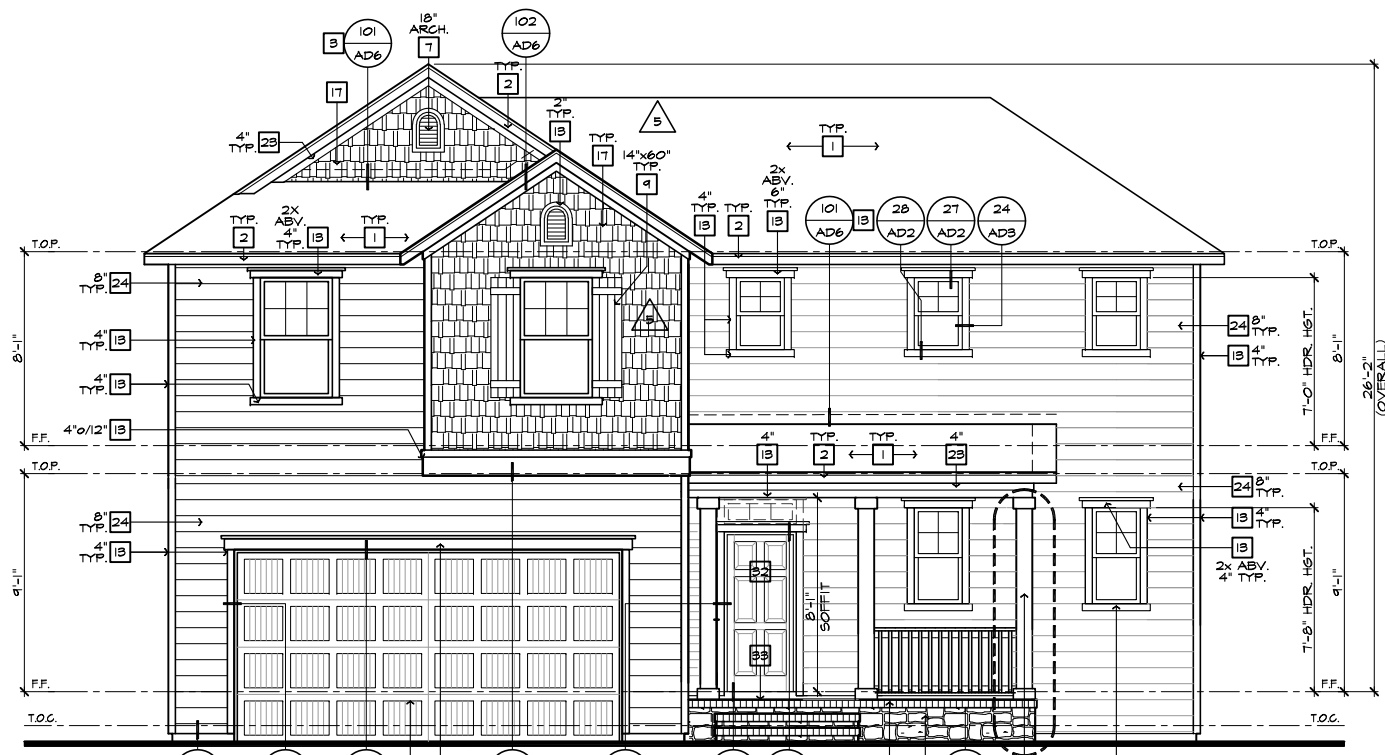 18"
ARCH.
7
3
101
AD6
102
AD6
TYP.
2
17
2"
TYP.
13
5
4"
TYP.
23
TYP.
17
TYP.
1
14"x60"
TYP.
9
2x
ABV.
6"
TYP.
13
4"
TYP.
13
TYP.
2
101
AD6
13
28
AD2
27
AD2
24
AD3
TYP.
2
2X
ABV.
4"
TYP.
13
TYP.
1
T.O.P.
T.O.P.
8"
TYP.
24
5
4"
TYP.
13
24
8"
TYP.
13
4"
TYP.
8'-1"
7'-0" HDR. HGT.
8'-1"
26'-2"
(OVERALL)
4"
TYP.
13
4"o/12"
13
F.F.
F.F.
4"
13
TYP.
2
TYP.
1
4"
23
T.O.P.
T.O.P.
24
8"
TYP.
8"
TYP.
24
13
4"
TYP.
4"
TYP.
13
13
2x ABV.
4" TYP.
32
9'-1"
8'-1"
SOFFIT
7'-8" HDR. HGT.
9'-1"
33
F.F.
F.F.
T.O.C.
T.O.C.